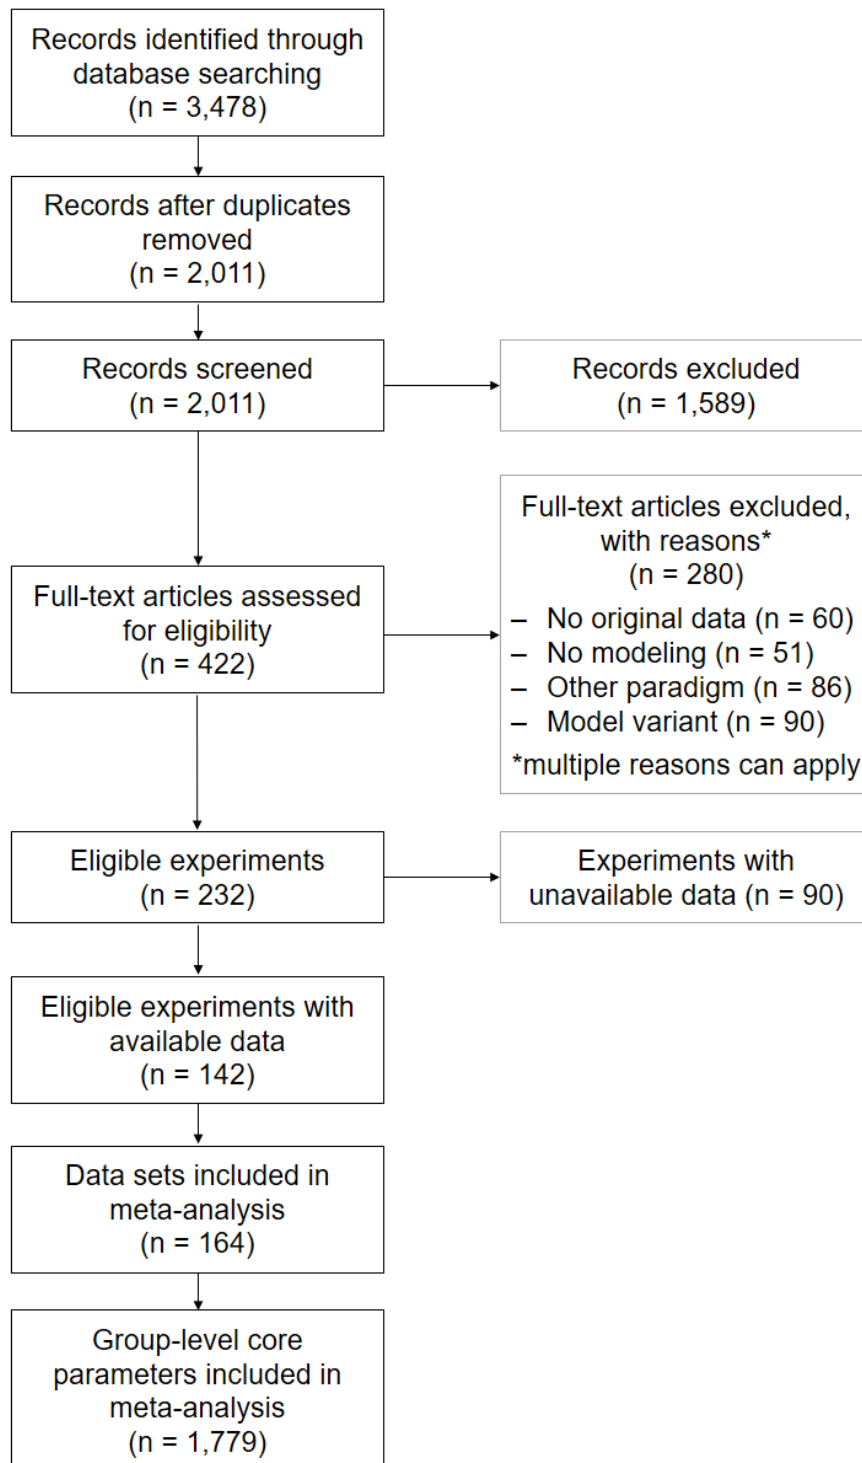 Records identified through
database searching
(n = 3,478)
Records after duplicates
removed
(n = 2,011)
Records screened
(n = 2,011)
Records excluded
(n = 1,589)
Full-text articles assessed
for eligibility
(n = 422)
Full-text articles excluded,
with reasons*
(n = 280)
– No original data (n = 60)
– No modeling (n = 51)
– Other paradigm (n = 86)
– Model variant (n = 90)
*multiple reasons can apply
Eligible experiments
(n = 232)
Experiments with
unavailable data (n = 90)
Eligible experiments with
available data
(n = 142)
Data sets included in
meta-analysis
(n = 164)
Group-level core
parameters included in
meta-analysis
(n = 1,779)